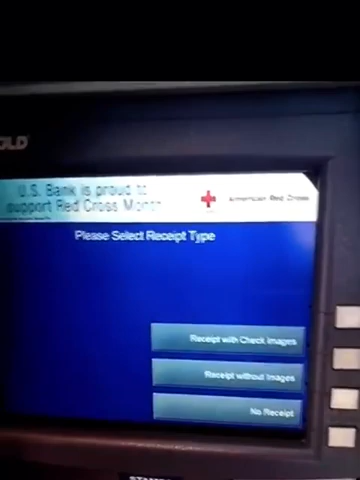 U.S. Bank is proud to
support Red Cross Month
American Red Cross
Please Select Receipt Type
Receipt with Check Images
Receipt without Images
No Receipt